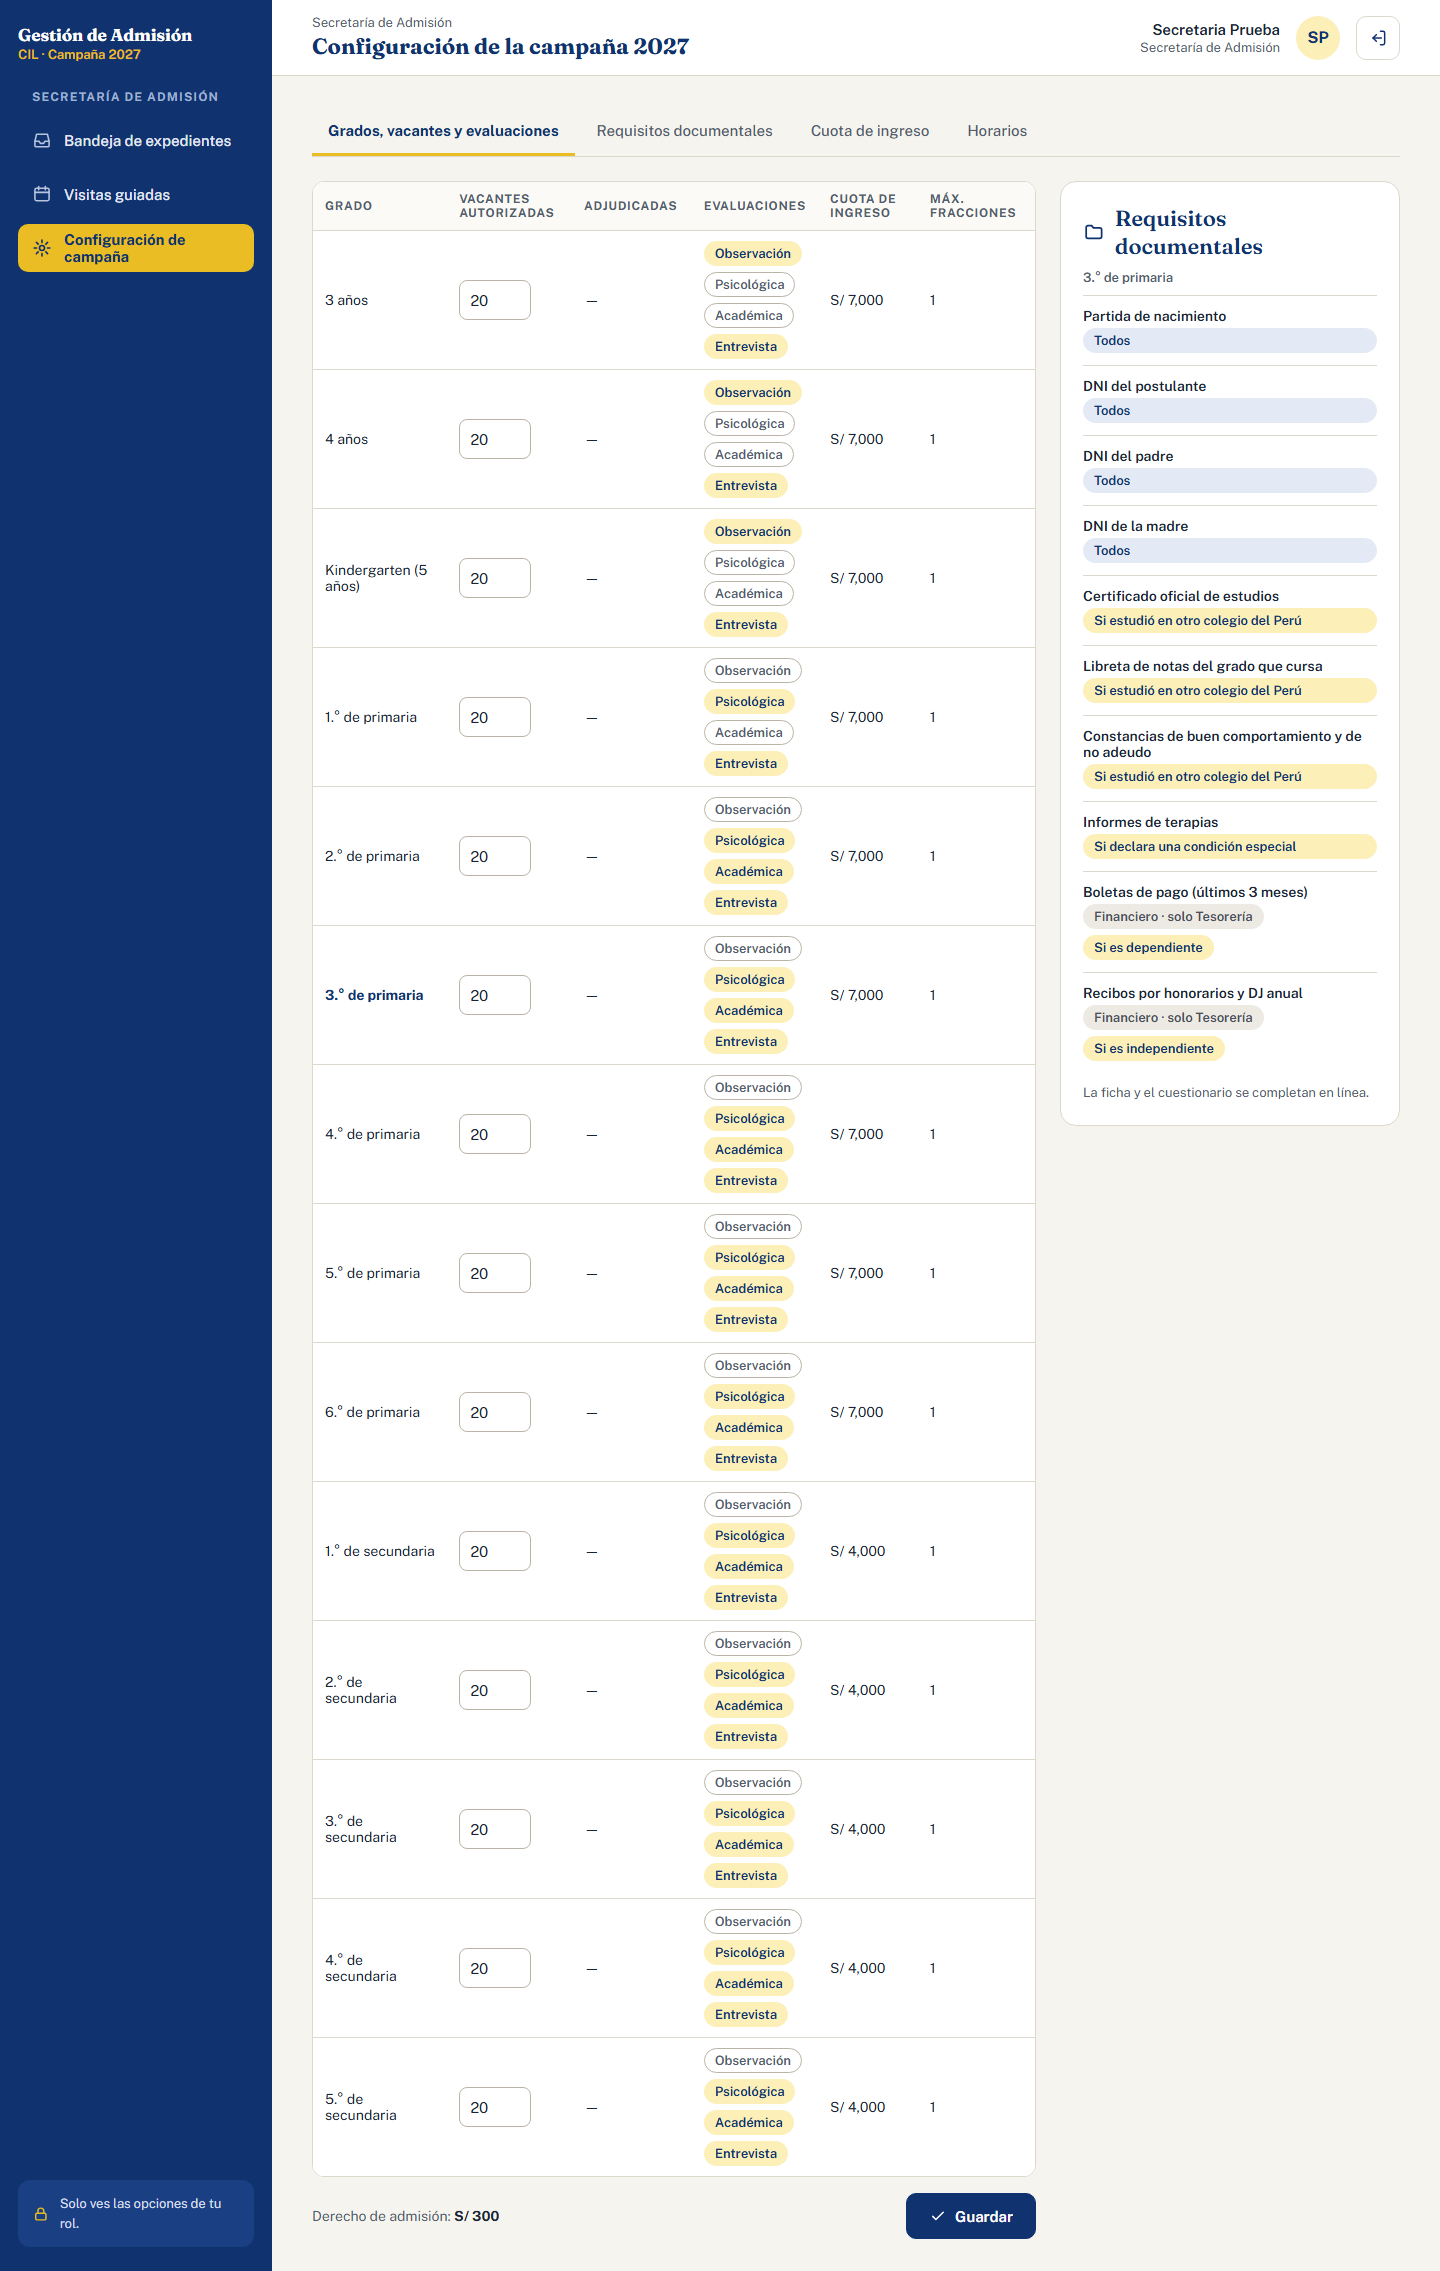 Gestión de Admisión
CIL · Campaña 2027
SECRETARÍA DE ADMISIÓN
Bandeja de expedientes
Visitas guiadas
Configuración de
campaña
Solo ves las opciones de tu
rol.
Secretaría de Admisión
Configuración de la campaña 2027
Secretaria Prueba
Secretaría de Admisión
SP
Grados, vacantes y evaluaciones
Requisitos documentales
Cuota de ingreso
Horarios
GRADO
VACANTES
AUTORIZADAS
ADJUDICADAS
EVALUACIONES
CUOTA DE
INGRESO
MÁX.
FRACCIONES
3 años
20
—
Observación
Psicológica
Académica
Entrevista
S/ 7,000
1
4 años
20
—
Observación
Psicológica
Académica
Entrevista
S/ 7,000
1
Kindergarten (5
años)
20
—
Observación
Psicológica
Académica
Entrevista
S/ 7,000
1
1.° de primaria
20
—
Observación
Psicológica
Académica
Entrevista
S/ 7,000
1
2.° de primaria
20
—
Observación
Psicológica
Académica
Entrevista
S/ 7,000
1
3.° de primaria
20
—
Observación
Psicológica
Académica
Entrevista
S/ 7,000
1
4.° de primaria
20
—
Observación
Psicológica
Académica
Entrevista
S/ 7,000
1
5.° de primaria
20
—
Observación
Psicológica
Académica
Entrevista
S/ 7,000
1
6.° de primaria
20
—
Observación
Psicológica
Académica
Entrevista
S/ 7,000
1
1.° de secundaria
20
—
Observación
Psicológica
Académica
Entrevista
S/ 4,000
1
2.° de
secundaria
20
—
Observación
Psicológica
Académica
Entrevista
S/ 4,000
1
3.° de
secundaria
20
—
Observación
Psicológica
Académica
Entrevista
S/ 4,000
1
4.° de
secundaria
20
—
Observación
Psicológica
Académica
Entrevista
S/ 4,000
1
5.° de
secundaria
20
—
Observación
Psicológica
Académica
Entrevista
S/ 4,000
1
Derecho de admisión: S/ 300
Guardar
Requisitos
documentales
3.° de primaria
Partida de nacimiento
Todos
DNI del postulante
Todos
DNI del padre
Todos
DNI de la madre
Todos
Certificado oficial de estudios
Si estudió en otro colegio del Perú
Libreta de notas del grado que cursa
Si estudió en otro colegio del Perú
Constancias de buen comportamiento y de
no adeudo
Si estudió en otro colegio del Perú
Informes de terapias
Si declara una condición especial
Boletas de pago (últimos 3 meses)
Financiero · solo Tesorería
Si es dependiente
Recibos por honorarios y DJ anual
Financiero · solo Tesorería
Si es independiente
La ficha y el cuestionario se completan en línea.